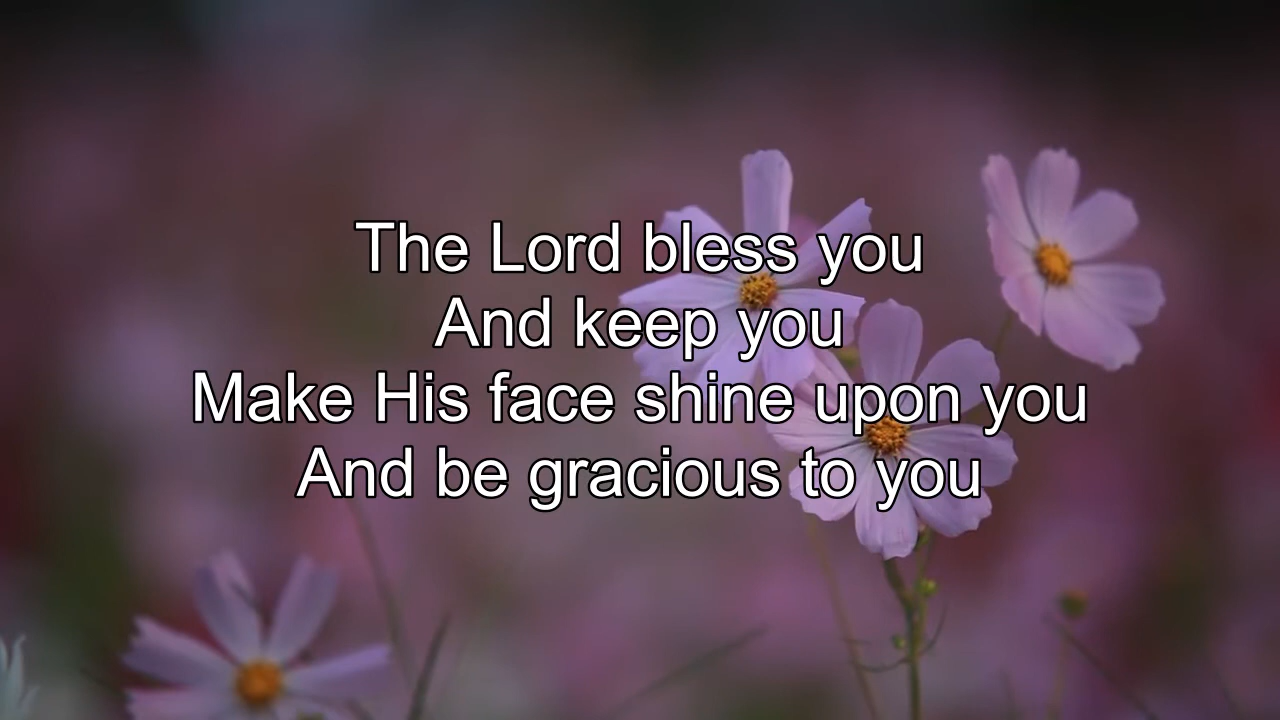 The Lord bless you
And keep you
Make His face shine upon you
And be gracious to you